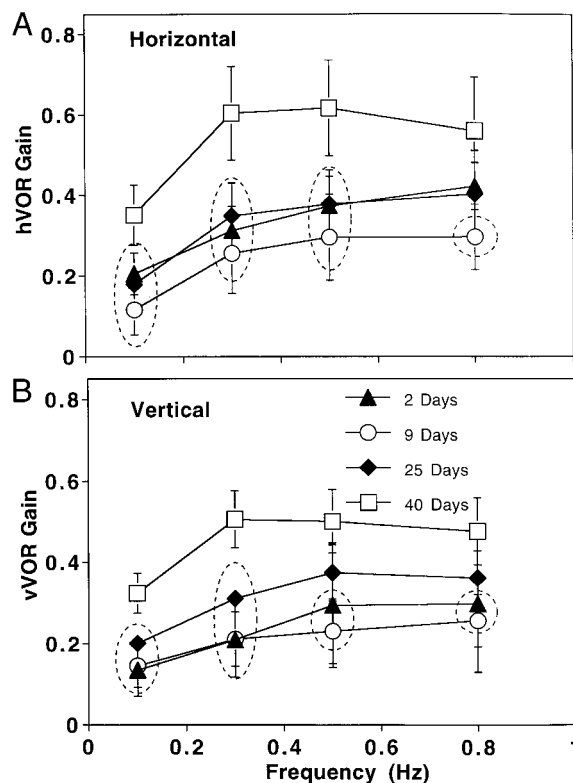 A
Horizontal
hVOR Gain
0.8
0.6
0.4
0.2
0
B
Vertical
vVOR Gain
0.8
0.6
0.4
0.2
0
2 Days
9 Days
25 Days
40 Days
0 0.2 0.4 0.6 0.8 1
Frequency (Hz)